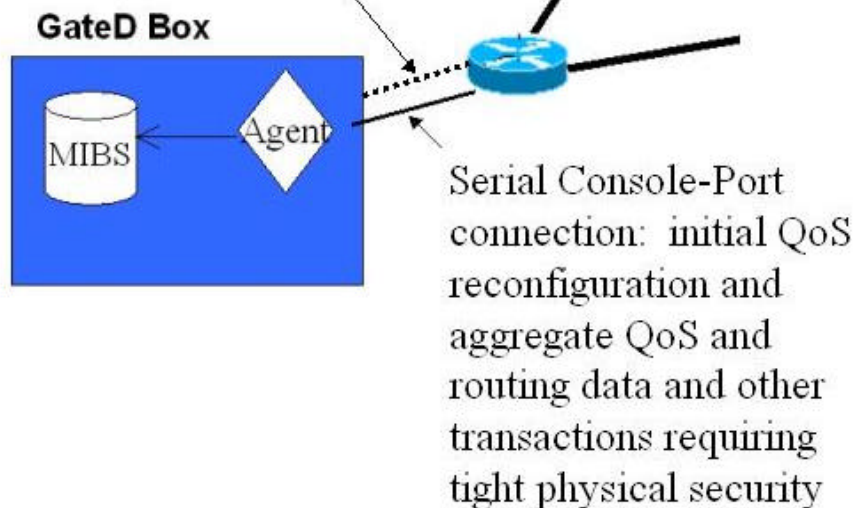 GateD Box
MIBS
Agent
Serial Console-Port
connection: initial QoS
reconfiguration and
aggregate QoS and
routing data and other
transactions requiring
tight physical security